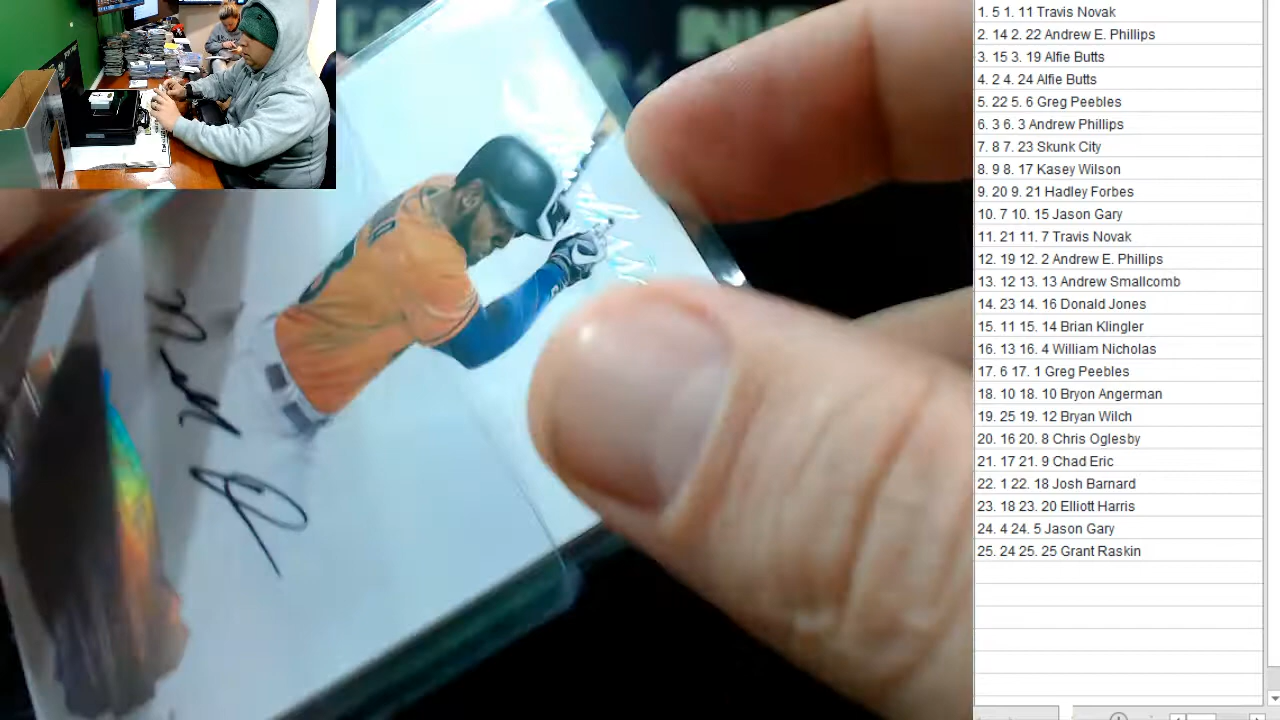 1. 5 1. 11 Travis Novak
2. 14 2. 22 Andrew E. Phillips
3. 15 3. 19 Alfie Butts
4. 2 4. 24 Alfie Butts
5. 22 5. 6 Greg Peebles
6. 3 6. 3 Andrew Phillips
7. 8 7. 23 Skunk City
8. 9 8. 17 Kasey Wilson
9. 20 9. 21 Hadley Forbes
10. 7 10. 15 Jason Gary
11. 21 11. 7 Travis Novak
12. 19 12. 2 Andrew E. Phillips
13. 12 13. 13 Andrew Smallcomb
14. 23 14. 16 Donald Jones
15. 11 15. 14 Brian Klingler
16. 13 16. 4 William Nicholas
17. 6 17. 1 Greg Peebles
18. 10 18. 10 Bryon Angerman
19. 25 19. 12 Bryan Wilch
20. 16 20. 8 Chris Oglesby
21. 17 21. 9 Chad Eric
22. 1 22. 18 Josh Barnard
23. 18 23. 20 Elliott Harris
24. 4 24. 5 Jason Gary
25. 24 25. 25 Grant Raskin